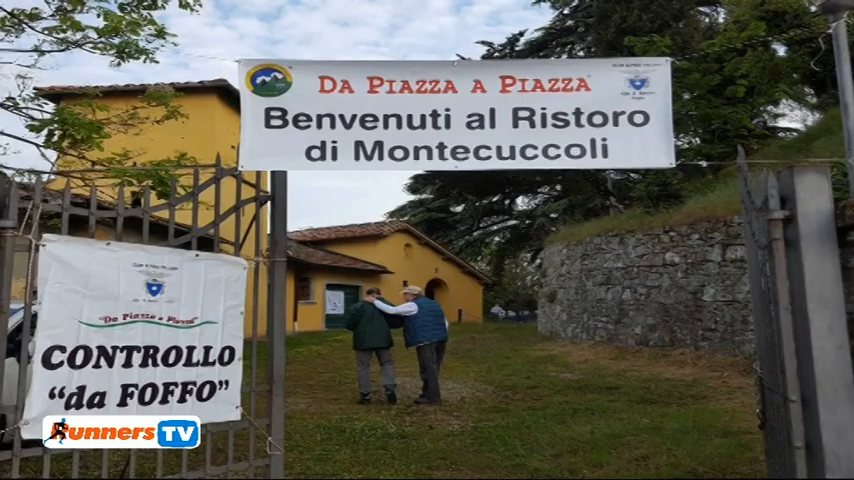 DA PIAZZA A PIAZZA
Benvenuti al Ristoro
di Montecuccoli
"DA PIAZZA A PIAZZA"
CONTROLLO
"da FOFFO"
Runners TV